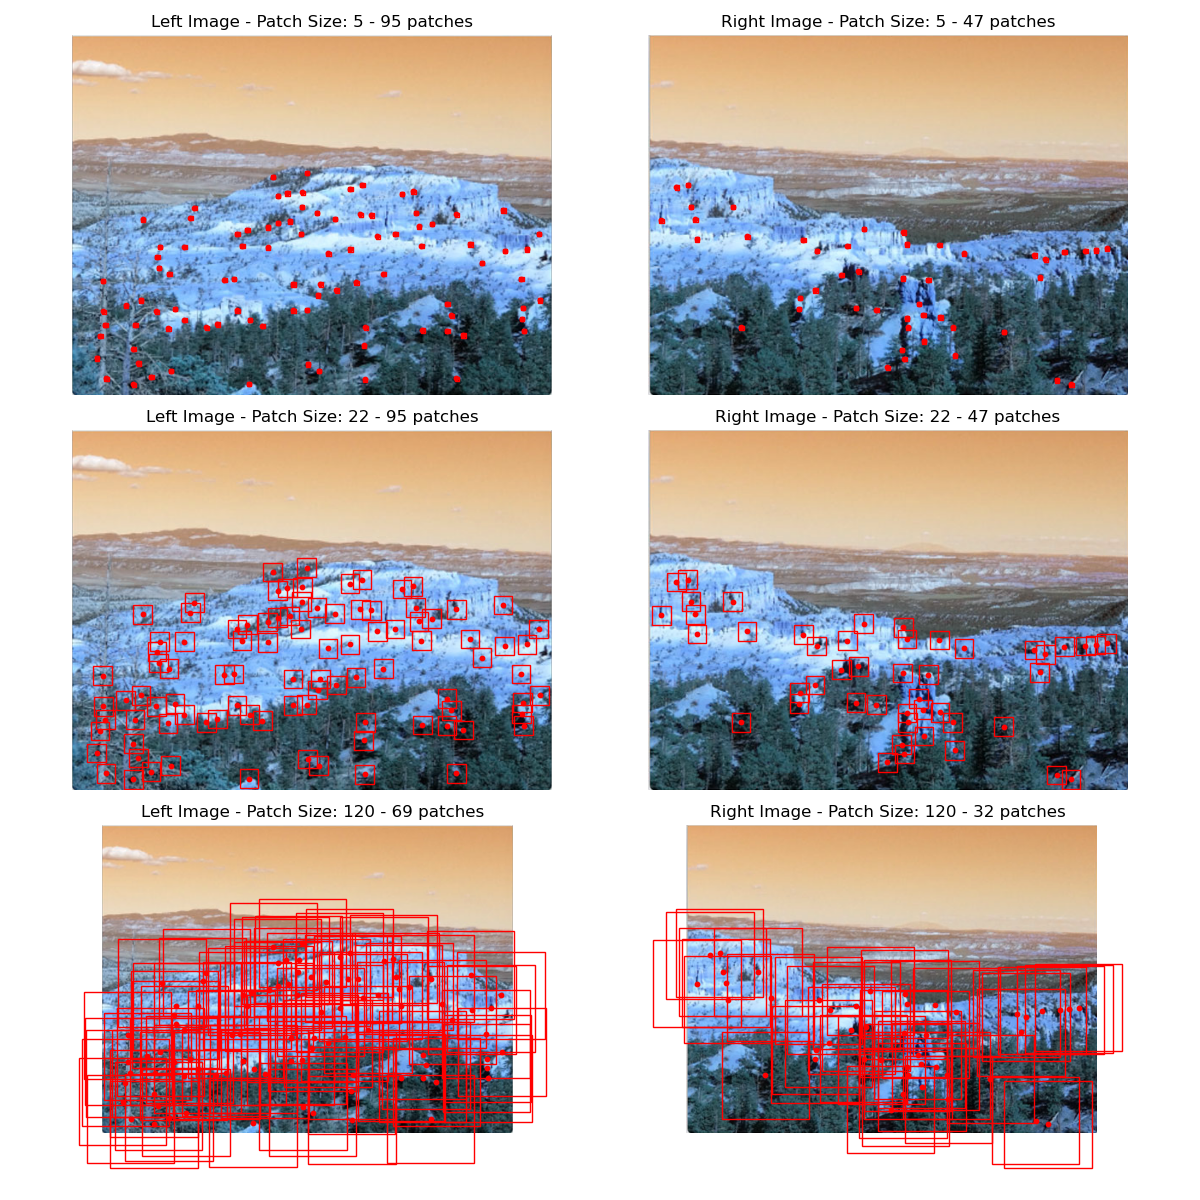 Left Image - Patch Size: 5 - 95 patches
Right Image - Patch Size: 5 - 47 patches
Left Image - Patch Size: 22 - 95 patches
Right Image - Patch Size: 22 - 47 patches
Left Image - Patch Size: 120 - 69 patches
Right Image - Patch Size: 120 - 32 patches